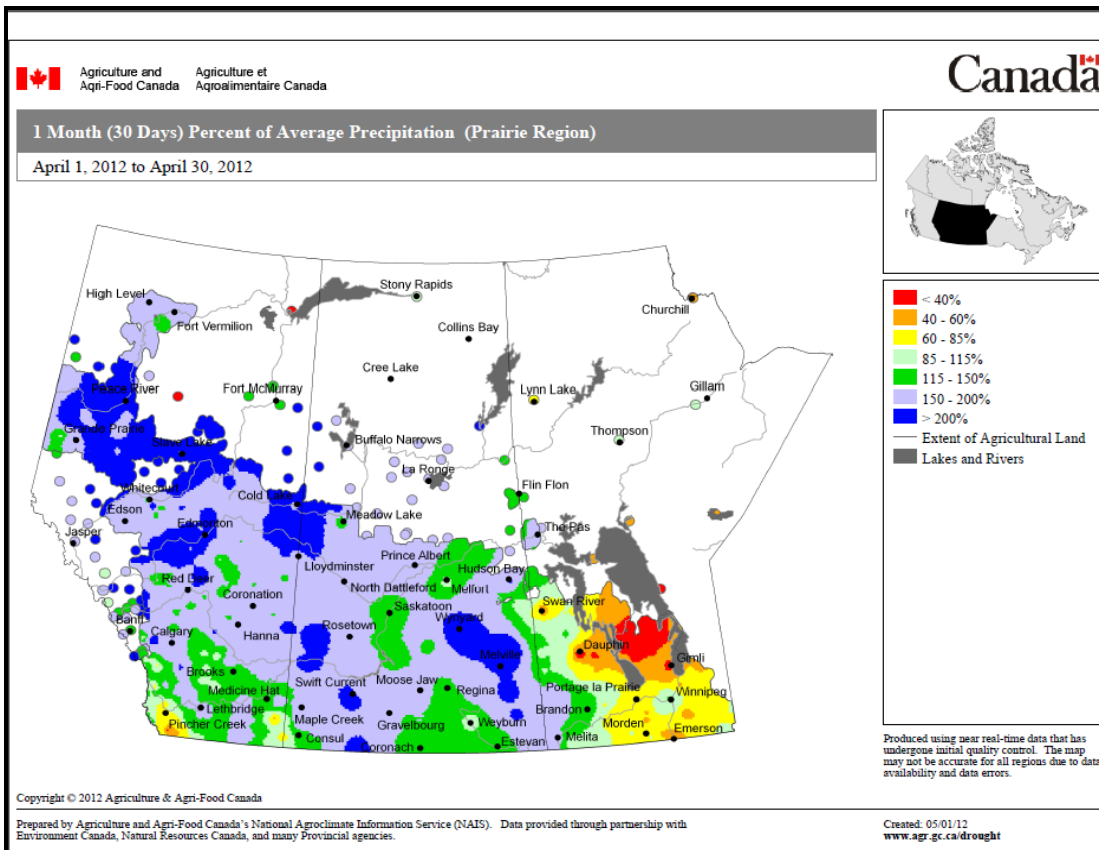 Agriculture and Agriculture et
Agri-Food Canada Agroalimentaire Canada
Canada
1 Month (30 Days) Percent of Average Precipitation (Prairie Region)
April 1, 2012 to April 30, 2012
High Level
Fort Vermilion
Stony Rapids
Churchill
Collins Bay
Peace River
Fort McMurray
Cree Lake
Lynn Lake
Gillam
Grande Prairie
Slave Lake
Buffalo Narrows
Thompson
La Ronge
Whitecourt
Cold Lake
Flin Flon
Edson
Edmonton
Meadow Lake
The Pas
Jasper
Lloydminster
Prince Albert
Hudson Bay
Red Deer
North Battleford
Melfort
Coronation
Saskatoon
Swan River
Banff
Calgary
Hanna
Rosetown
Wynyard
Dauphin
Melville
Gimli
Brooks
Swift Current
Moose Jaw
Regina
Portage la Prairie
Winnipeg
Medicine Hat
Lethbridge
Maple Creek
Gravelbourg
Weyburn
Brandon
Morden
Emerson
Pincher Creek
Consul
Coronach
Estevan
Melita
< 40%
40 - 60%
60 - 85%
85 - 115%
115 - 150%
150 - 200%
> 200%
Extent of Agricultural Land
Lakes and Rivers
Produced using near real-time data that has
undergone initial quality control. The map
may not be accurate for all regions due to data
availability and data errors.
Copyright © 2012 Agriculture & Agri-Food Canada
Prepared by Agriculture and Agri-Food Canada's National Agroclimate Information Service (NAIS). Data provided through partnership with
Environment Canada, Natural Resources Canada, and many Provincial agencies.
Created: 05/01/12
www.agr.gc.ca/drought